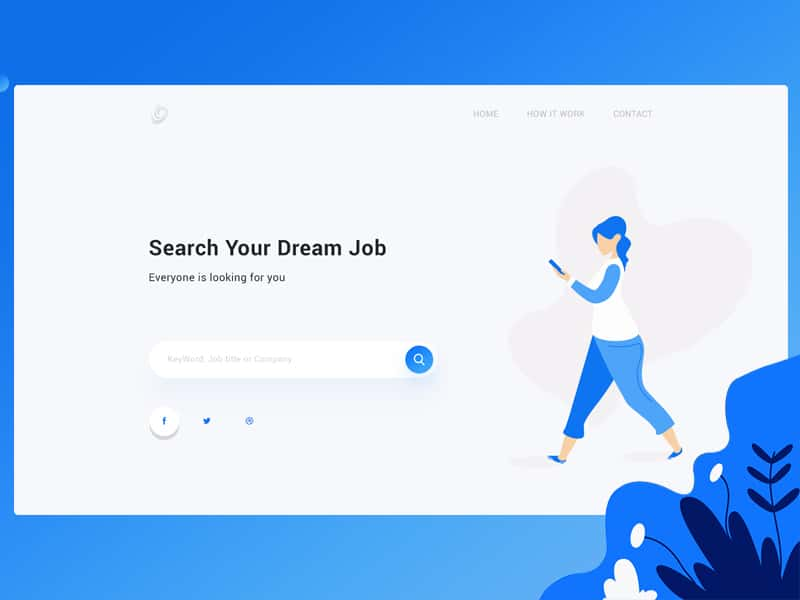 HOME HOW IT WORK CONTACT
Search Your Dream Job
Everyone is looking for you
KeyWord, Job title or Company